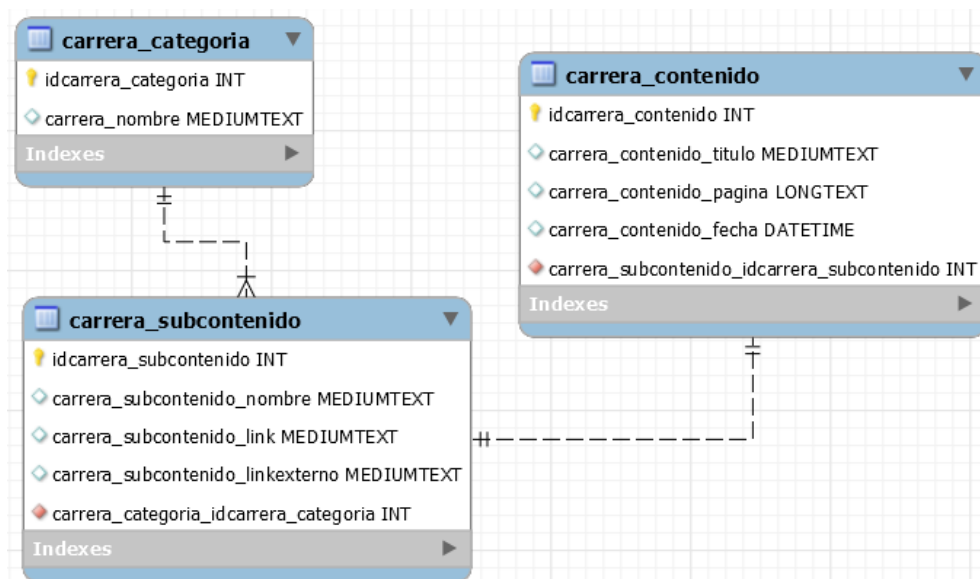 carrera_categoria
idcarrera_categoria INT
carrera_nombre MEDIUMTEXT
Indexes
carrera_contenido
idcarrera_contenido INT
carrera_contenido_titulo MEDIUMTEXT
carrera_contenido_pagina LONGTEXT
carrera_contenido_fecha DATETIME
carrera_subcontenido_idcarrera_subcontenido INT
Indexes
carrera_subcontenido
idcarrera_subcontenido INT
carrera_subcontenido_nombre MEDIUMTEXT
carrera_subcontenido_link MEDIUMTEXT
carrera_subcontenido_linkexterno MEDIUMTEXT
carrera_categoria_idcarrera_categoria INT
Indexes